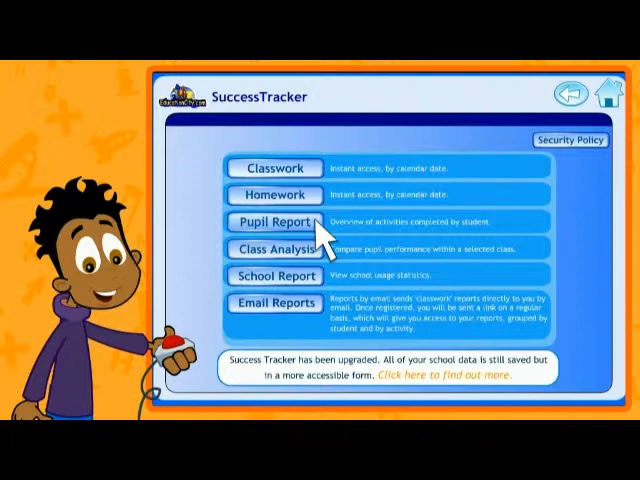 EducationCity.com
SuccessTracker
Security Policy
Classwork Instant access, by calendar date.
Homework Instant access, by calendar date.
Pupil Report Overview of activities completed by student.
Class Analysis Compare pupil performance within a selected class.
School Report View school usage statistics.
Email Reports Reports by email sends 'classwork' reports directly to you by
email. Once registered, you will be sent a link on a regular
basis, which will give you access to your reports, grouped by
student and by activity.
Success Tracker has been upgraded. All of your school data is still saved but
in a more accessible form. Click here to find out more.